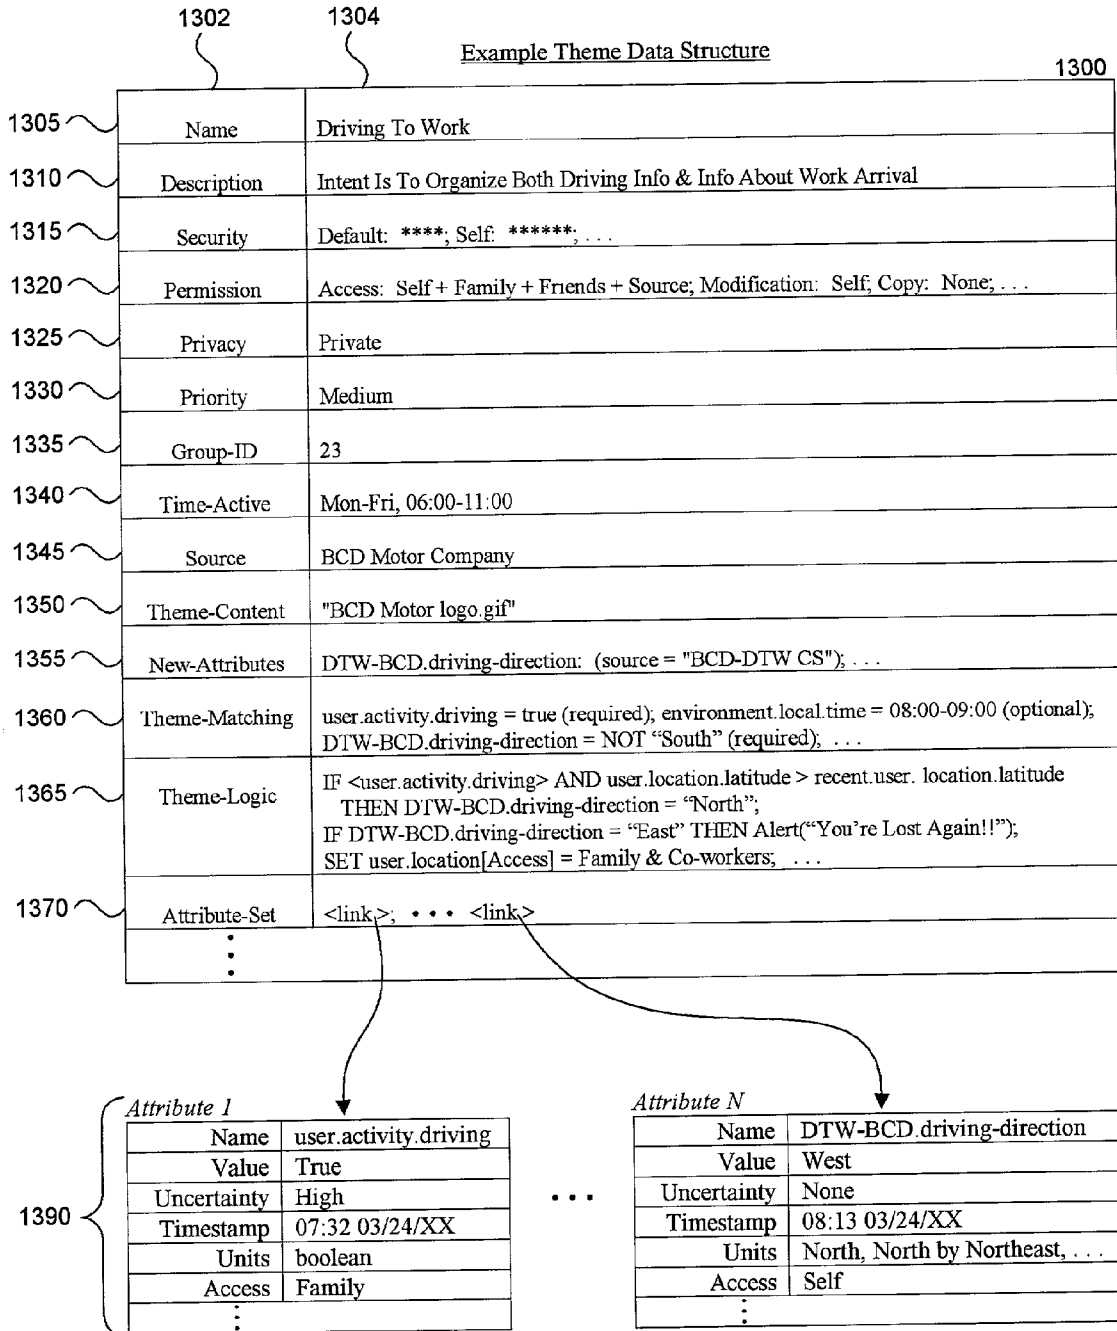 1302 1304
Example Theme Data Structure
1300
1305 Name Driving To Work
1310 Description Intent Is To Organize Both Driving Info & Info About Work Arrival
1315 Security Default: ****; Self: ******; . . .
1320 Permission Access: Self + Family + Friends + Source; Modification: Self; Copy: None; . . .
1325 Privacy Private
1330 Priority Medium
1335 Group-ID 23
1340 Time-Active Mon-Fri, 06:00-11:00
1345 Source BCD Motor Company
1350 Theme-Content "BCD Motor logo.gif"
1355 New-Attributes DTW-BCD.driving-direction: (source = "BCD-DTW CS"); . . .
1360 Theme-Matching user.activity.driving = true (required); environment.local.time = 08:00-09:00 (optional);
DTW-BCD.driving-direction = NOT “South” (required); . . .
1365 Theme-Logic IF <user.activity.driving> AND user.location.latitude > recent.user. location.latitude
THEN DTW-BCD.driving-direction = “North”;
IF DTW-BCD.driving-direction = “East” THEN Alert(“You’re Lost Again!!”);
SET user.location[Access] = Family & Co-workers; . . .
1370 Attribute-Set <link>; • • • <link>
1390
Attribute 1
Name user.activity.driving
Value True
Uncertainty High
Timestamp 07:32 03/24/XX
Units boolean
Access Family
• • •
Attribute N
Name DTW-BCD.driving-direction
Value West
Uncertainty None
Timestamp 08:13 03/24/XX
Units North, North by Northeast, . . .
Access Self